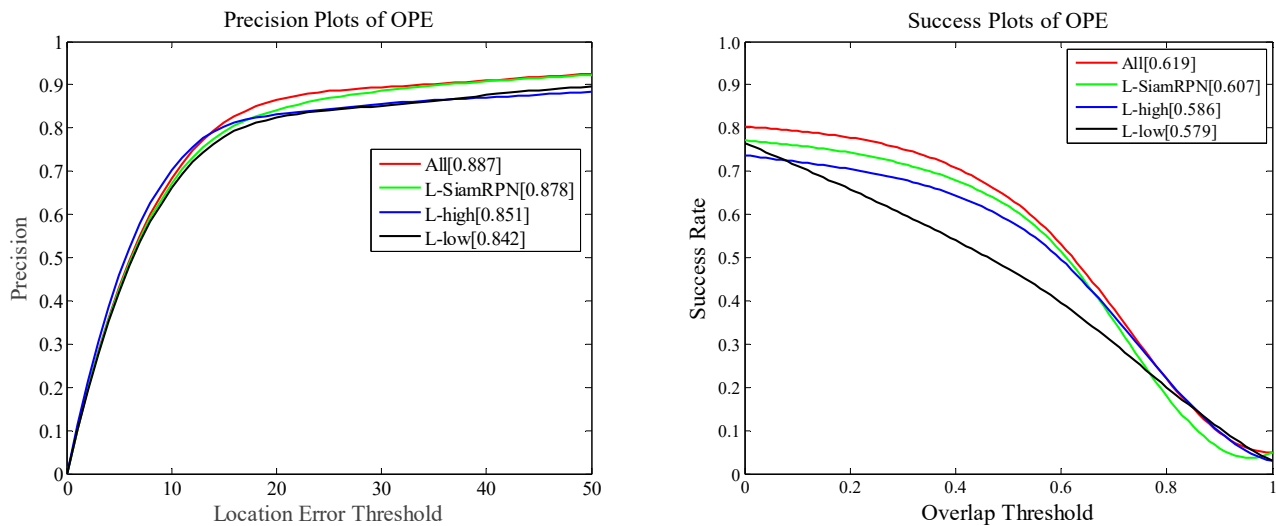 Precision Plots of OPE
1
0.9
0.8
0.7
0.6
0.5
0.4
0.3
0.2
0.1
0
Precision
All[0.887]
L-SiamRPN[0.878]
L-high[0.851]
L-low[0.842]
0 10 20 30 40 50
Location Error Threshold
Success Plots of OPE
1.0
0.9
0.8
0.7
0.6
0.5
0.4
0.3
0.2
0.1
0.0
Success Rate
All[0.619]
L-SiamRPN[0.607]
L-high[0.586]
L-low[0.579]
0 0.2 0.4 0.6 0.8 1
Overlap Threshold